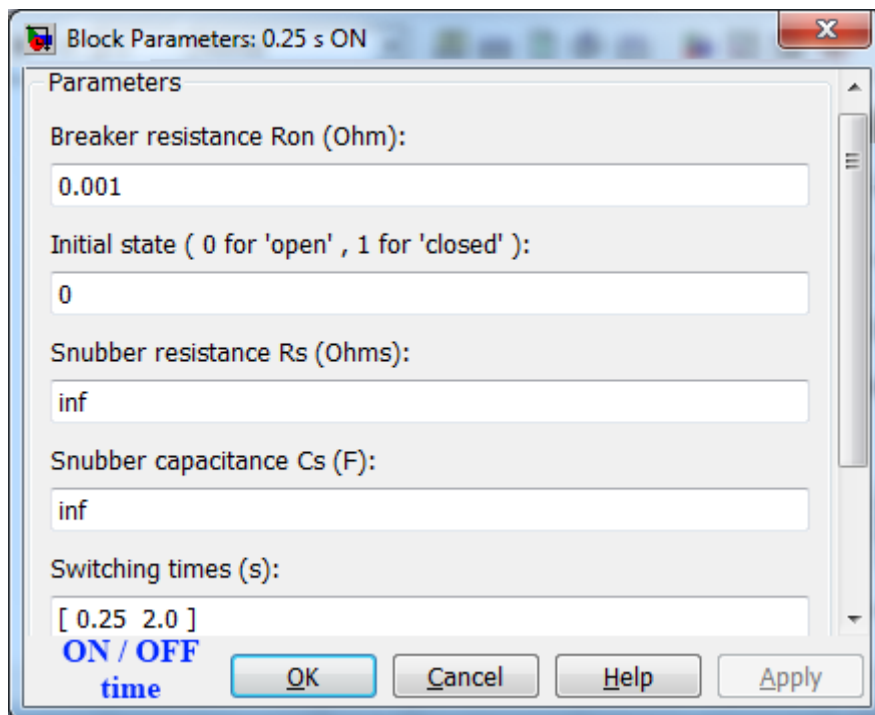 Block Parameters: 0.25 s ON
Parameters
Breaker resistance Ron (Ohm):
0.001
Initial state ( 0 for 'open' , 1 for 'closed' ):
0
Snubber resistance Rs (Ohms):
inf
Snubber capacitance Cs (F):
inf
Switching times (s):
[ 0.25  2.0 ]
ON / OFF
time
OK Cancel Help Apply